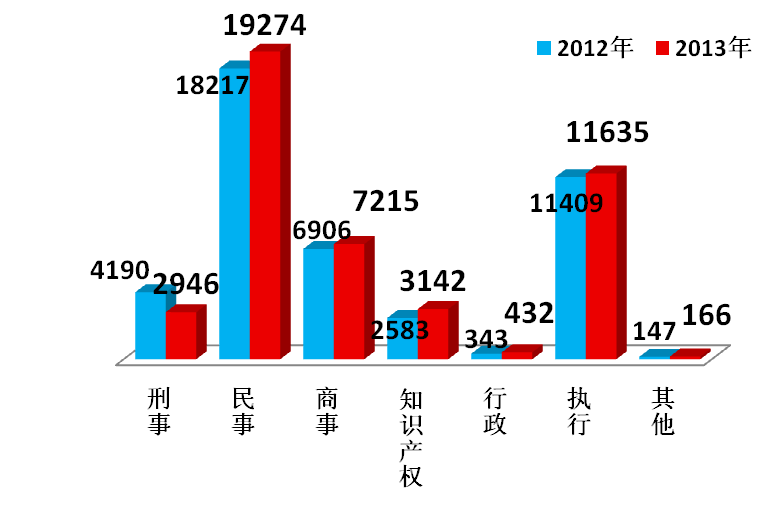 19274
2012年 2013年
18217
11635
7215
11409
6906
4190
2946
3142
432
166
2583
343
147
刑事
民事
商事
知识产权
行政
执行
其他